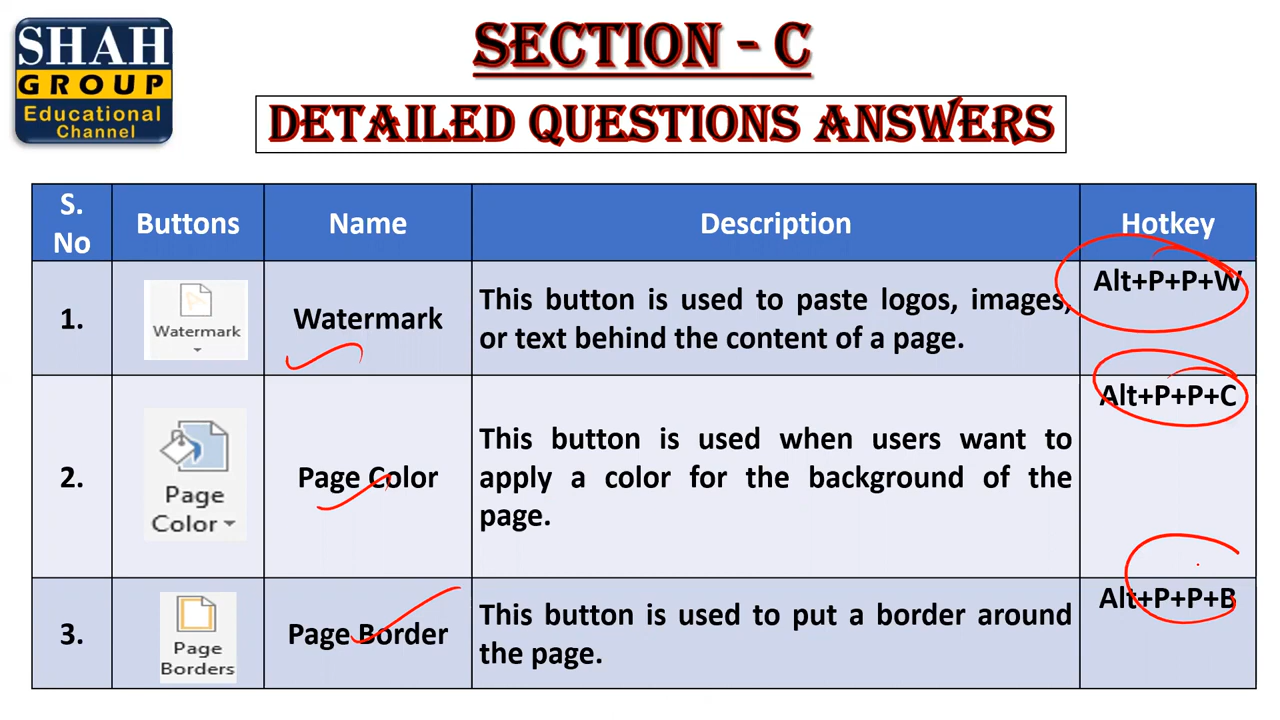 SHAH
GROUP
Educational
Channel
SECTION - C
DETAILED QUESTIONS ANSWERS
S.
No
Buttons
Name
Description
Hotkey
1.
Watermark
Watermark
This button is used to paste logos, images,
or text behind the content of a page.
Alt+P+P+W
2.
Page
Color
Page Color
This button is used when users want to
apply a color for the background of the
page.
Alt+P+P+C
3.
Page
Borders
Page Border
This button is used to put a border around
the page.
Alt+P+P+B